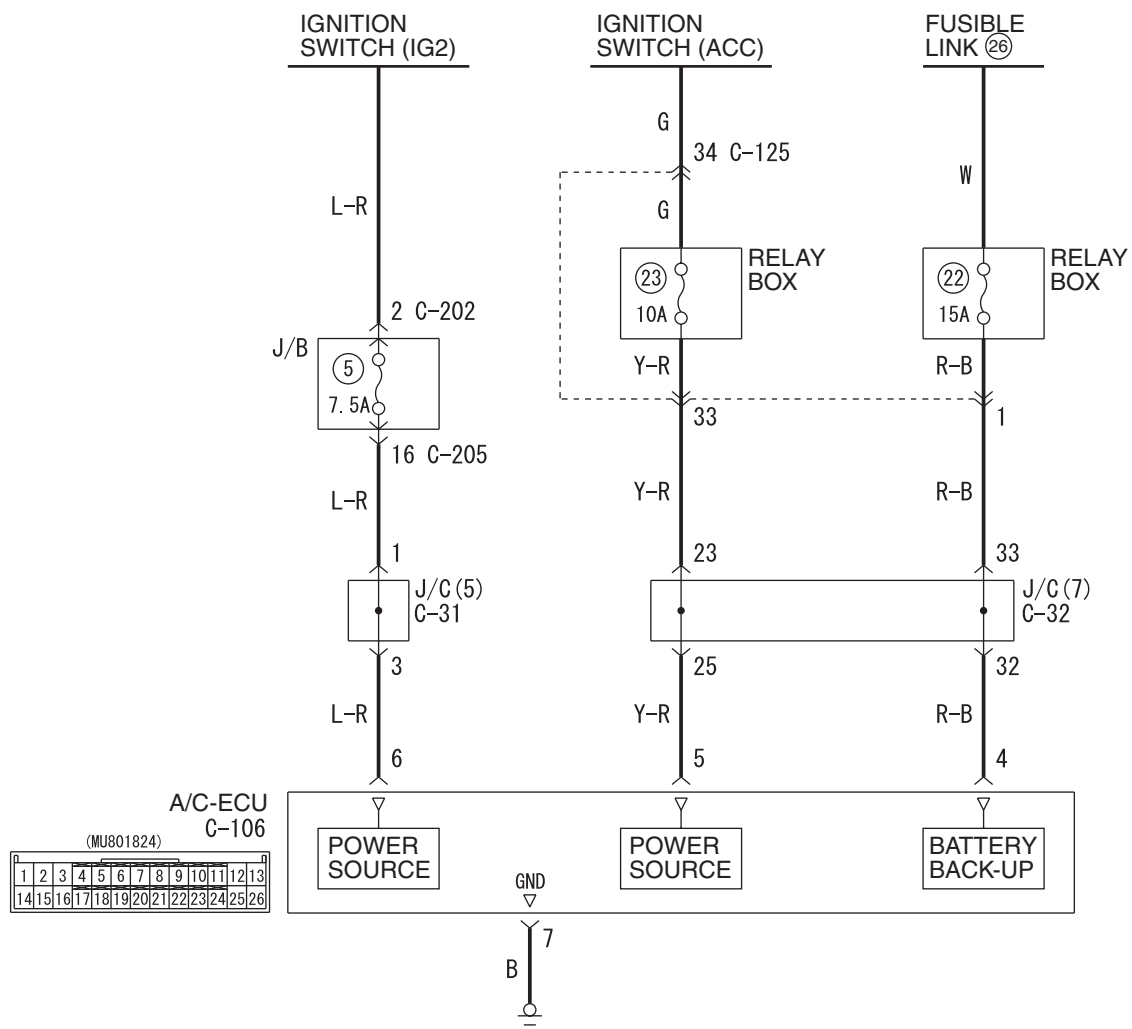 IGNITION
SWITCH (IG2)
IGNITION
SWITCH (ACC)
FUSIBLE
LINK 26
G
34 C-125
W
L-R
G
RELAY
BOX
RELAY
BOX
23
10A
22
15A
2 C-202
J/B
5
7.5A
Y-R
R-B
33
1
16 C-205
L-R
Y-R
R-B
1
23
33
J/C(5)
C-31
J/C(7)
C-32
3
25
32
L-R
Y-R
R-B
6
5
4
A/C-ECU
C-106
(MU801824)
1 2 3 4 5 6 7 8 9 10 11 12 13
14 15 16 17 18 19 20 21 22 23 24 25 26
POWER
SOURCE
POWER
SOURCE
BATTERY
BACK-UP
GND
7
B